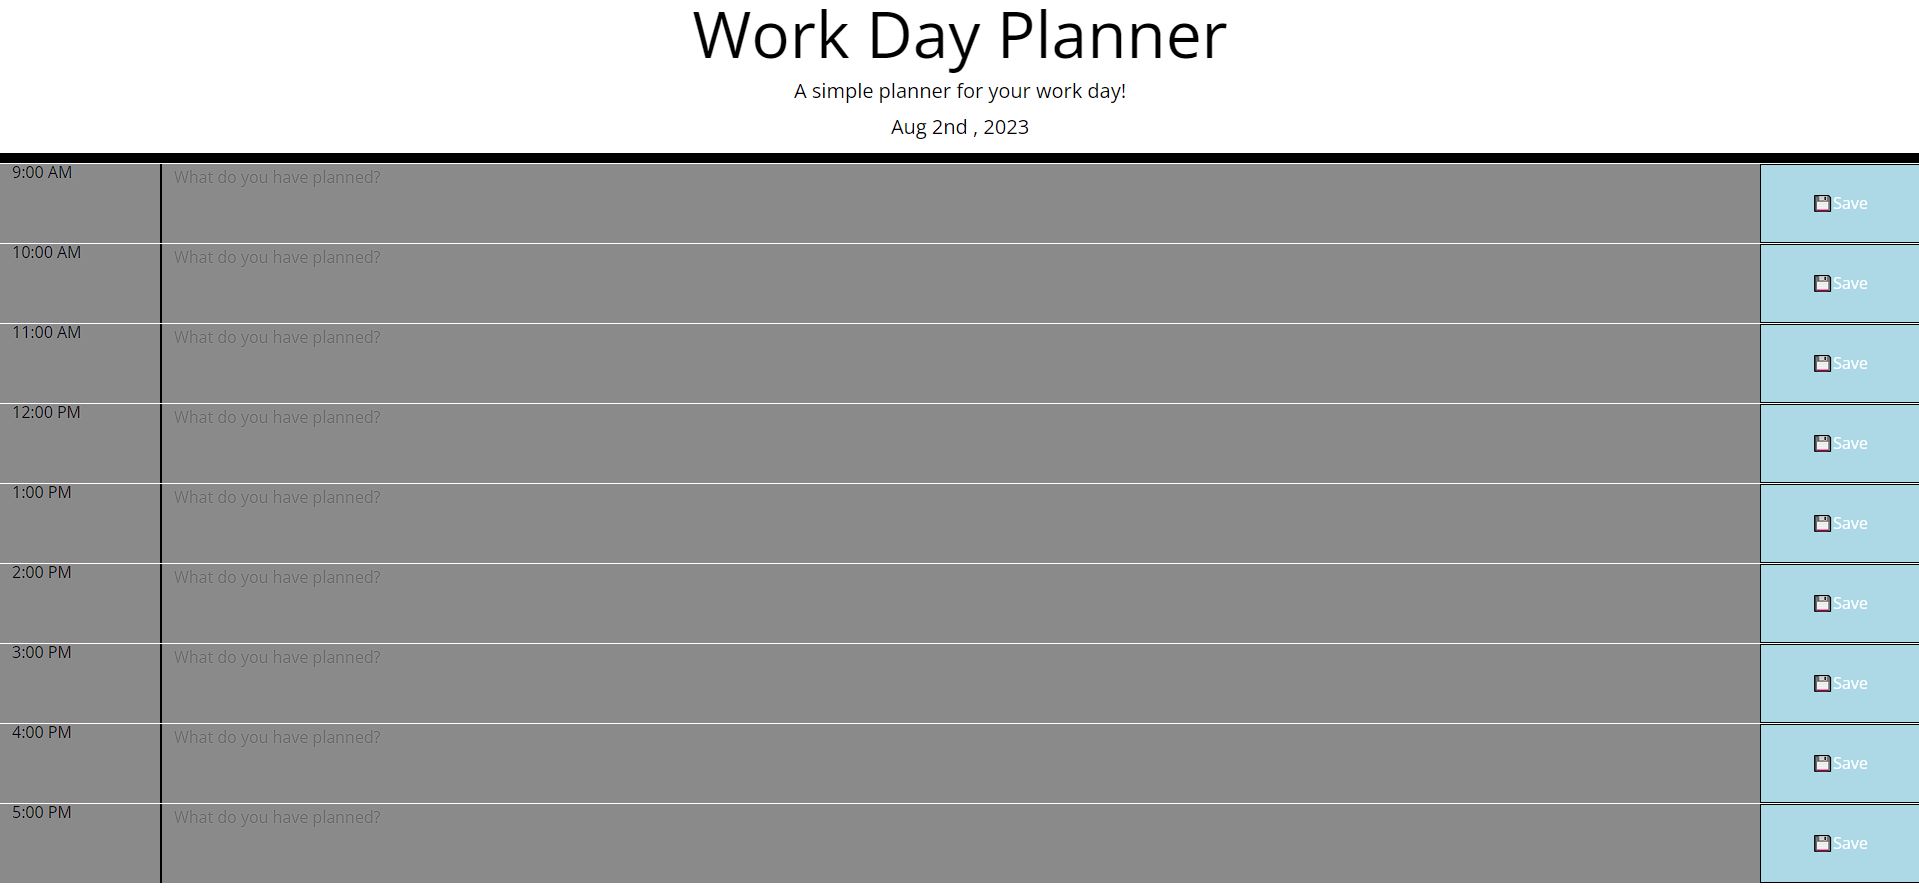 Work Day Planner
A simple planner for your work day!
Aug 2nd , 2023
9:00 AM What do you have planned? Save
10:00 AM What do you have planned? Save
11:00 AM What do you have planned? Save
12:00 PM What do you have planned? Save
1:00 PM What do you have planned? Save
2:00 PM What do you have planned? Save
3:00 PM What do you have planned? Save
4:00 PM What do you have planned? Save
5:00 PM What do you have planned? Save